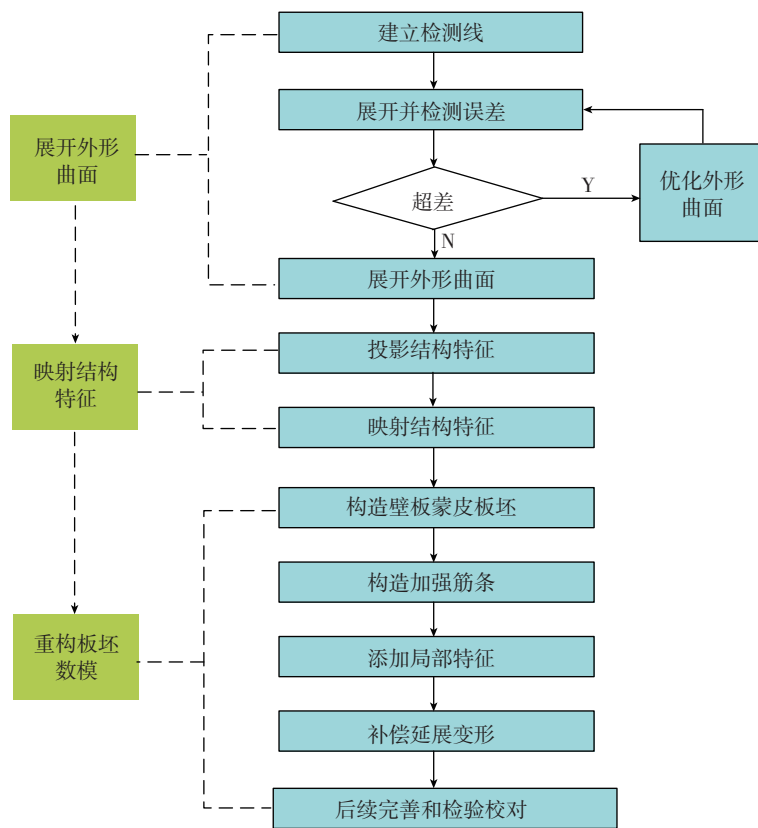 建立检测线
展开并检测误差
展开外形
曲面
优化外形
曲面
超差
Y
N
展开外形曲面
投影结构特征
映射结构
特征
映射结构特征
构造壁板蒙皮板坯
构造加强筋条
重构板坯
数模
添加局部特征
补偿延展变形
后续完善和检验校对